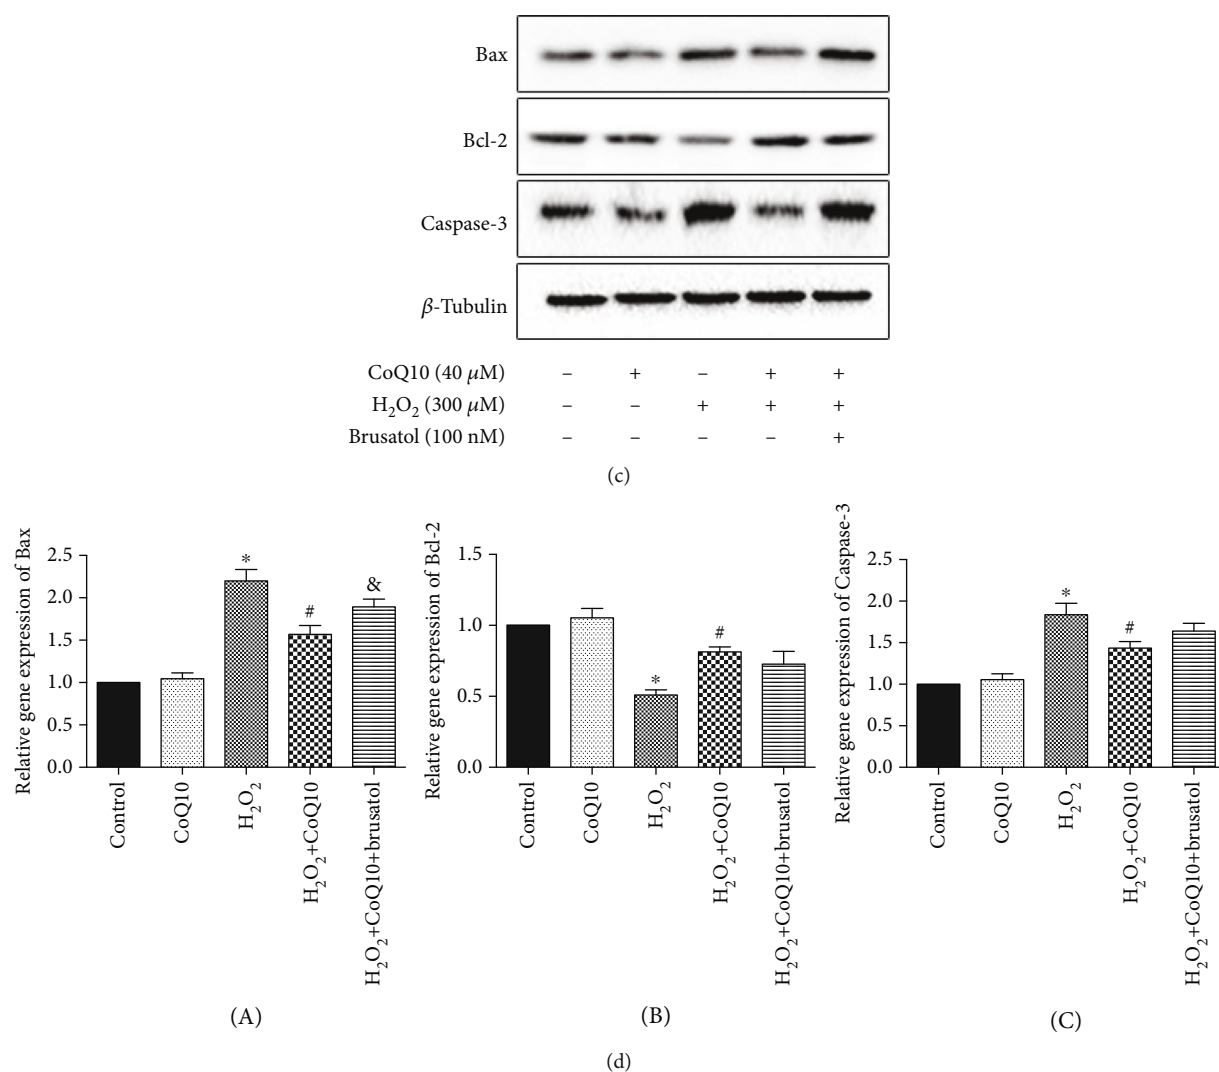 Bax
Bcl-2
Caspase-3
β-Tubulin
CoQ10 (40 μM) – + – + +
H₂O₂ (300 μM) – – + + +
Brusatol (100 nM) – – – – +
(c)
Relative gene expression of Bax
2.5
2.0
1.5
1.0
0.5
0.0
*
#
&
Control
CoQ10
H₂O₂
H₂O₂+CoQ10
H₂O₂+CoQ10+brusatol
(A)
Relative gene expression of Bcl-2
1.5
1.0
0.5
0.0
*
#
Control
CoQ10
H₂O₂
H₂O₂+CoQ10
H₂O₂+CoQ10+brusatol
(B)
Relative gene expression of Caspase-3
2.5
2.0
1.5
1.0
0.5
0.0
*
#
Control
CoQ10
H₂O₂
H₂O₂+CoQ10
H₂O₂+CoQ10+brusatol
(C)
(d)